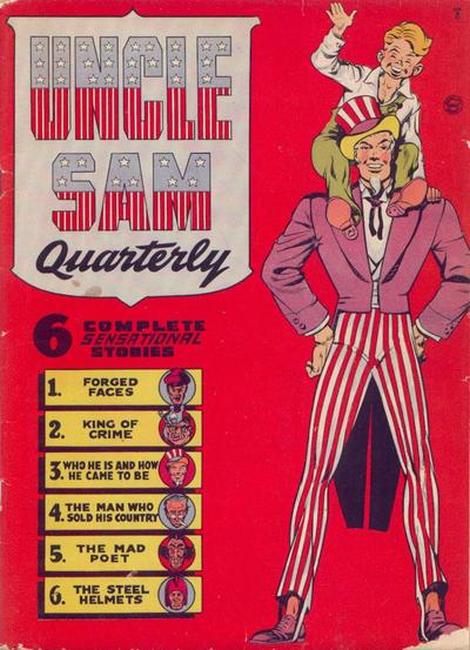 UNCLE
SAM
Quarterly
6 COMPLETE
SENSATIONAL
STORIES
1. FORGED
FACES
2. KING OF
CRIME
3. WHO HE IS AND HOW
HE CAME TO BE
4. THE MAN WHO
SOLD HIS COUNTRY
5. THE MAD
POET
6. THE STEEL
HELMETS